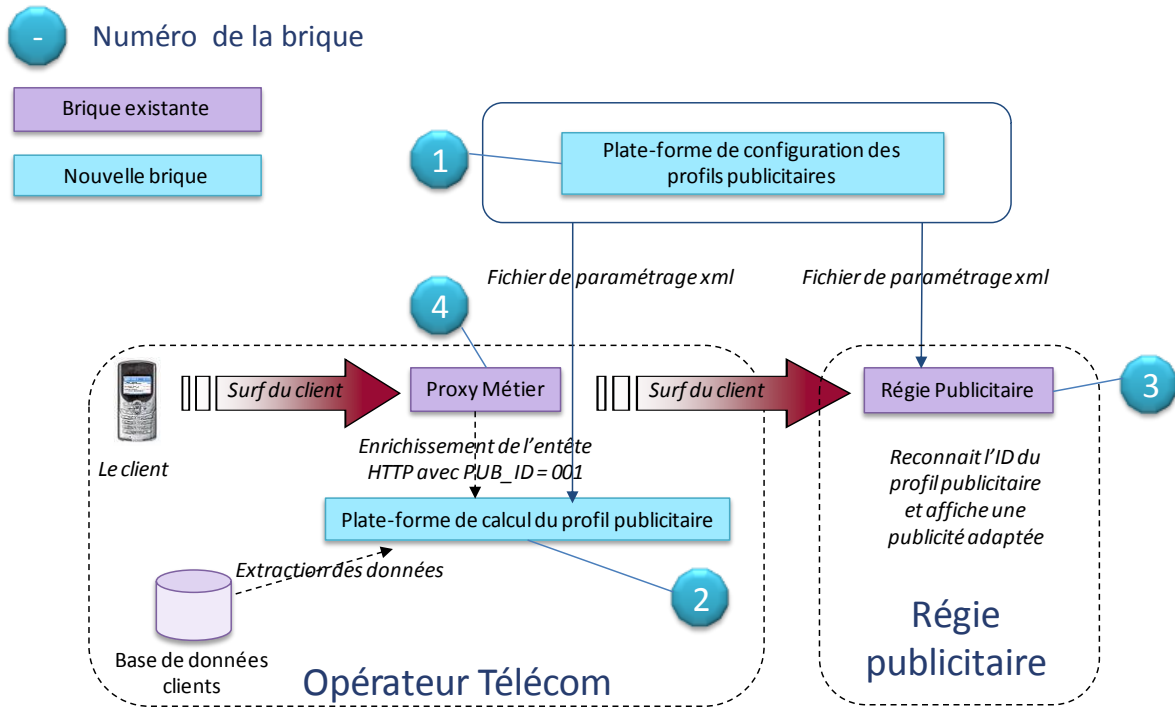 -
Numéro de la brique
Brique existante
Nouvelle brique
1
Plate-forme de configuration des
profils publicitaires
Fichier de paramétrage xml
Fichier de paramétrage xml
4
Surf du client
Proxy Métier
Surf du client
Régie Publicitaire
3
Le client
Enrichissement de l'entête
HTTP avec PUB_ID = 001
Reconnait l'ID du
profil publicitaire
et affiche une
publicité adaptée
Plate-forme de calcul du profil publicitaire
Extraction des données
2
Base de données
clients
Opérateur Télécom
Régie
publicitaire